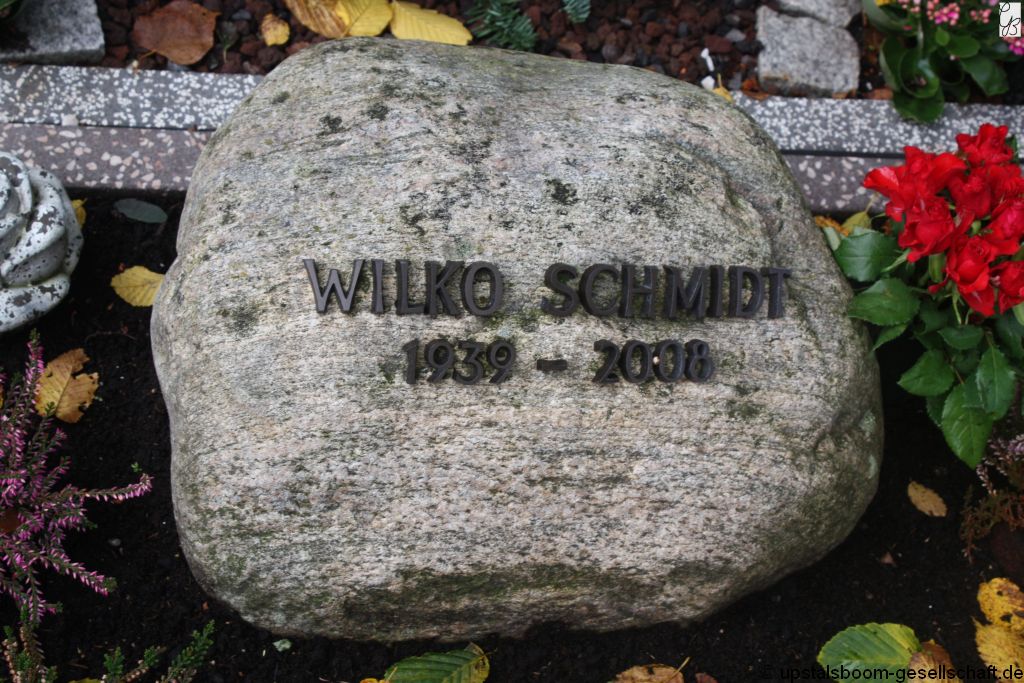 WILKO SCHMIDT
1939 - 2008
© upstalsboom-gesellschaft.de